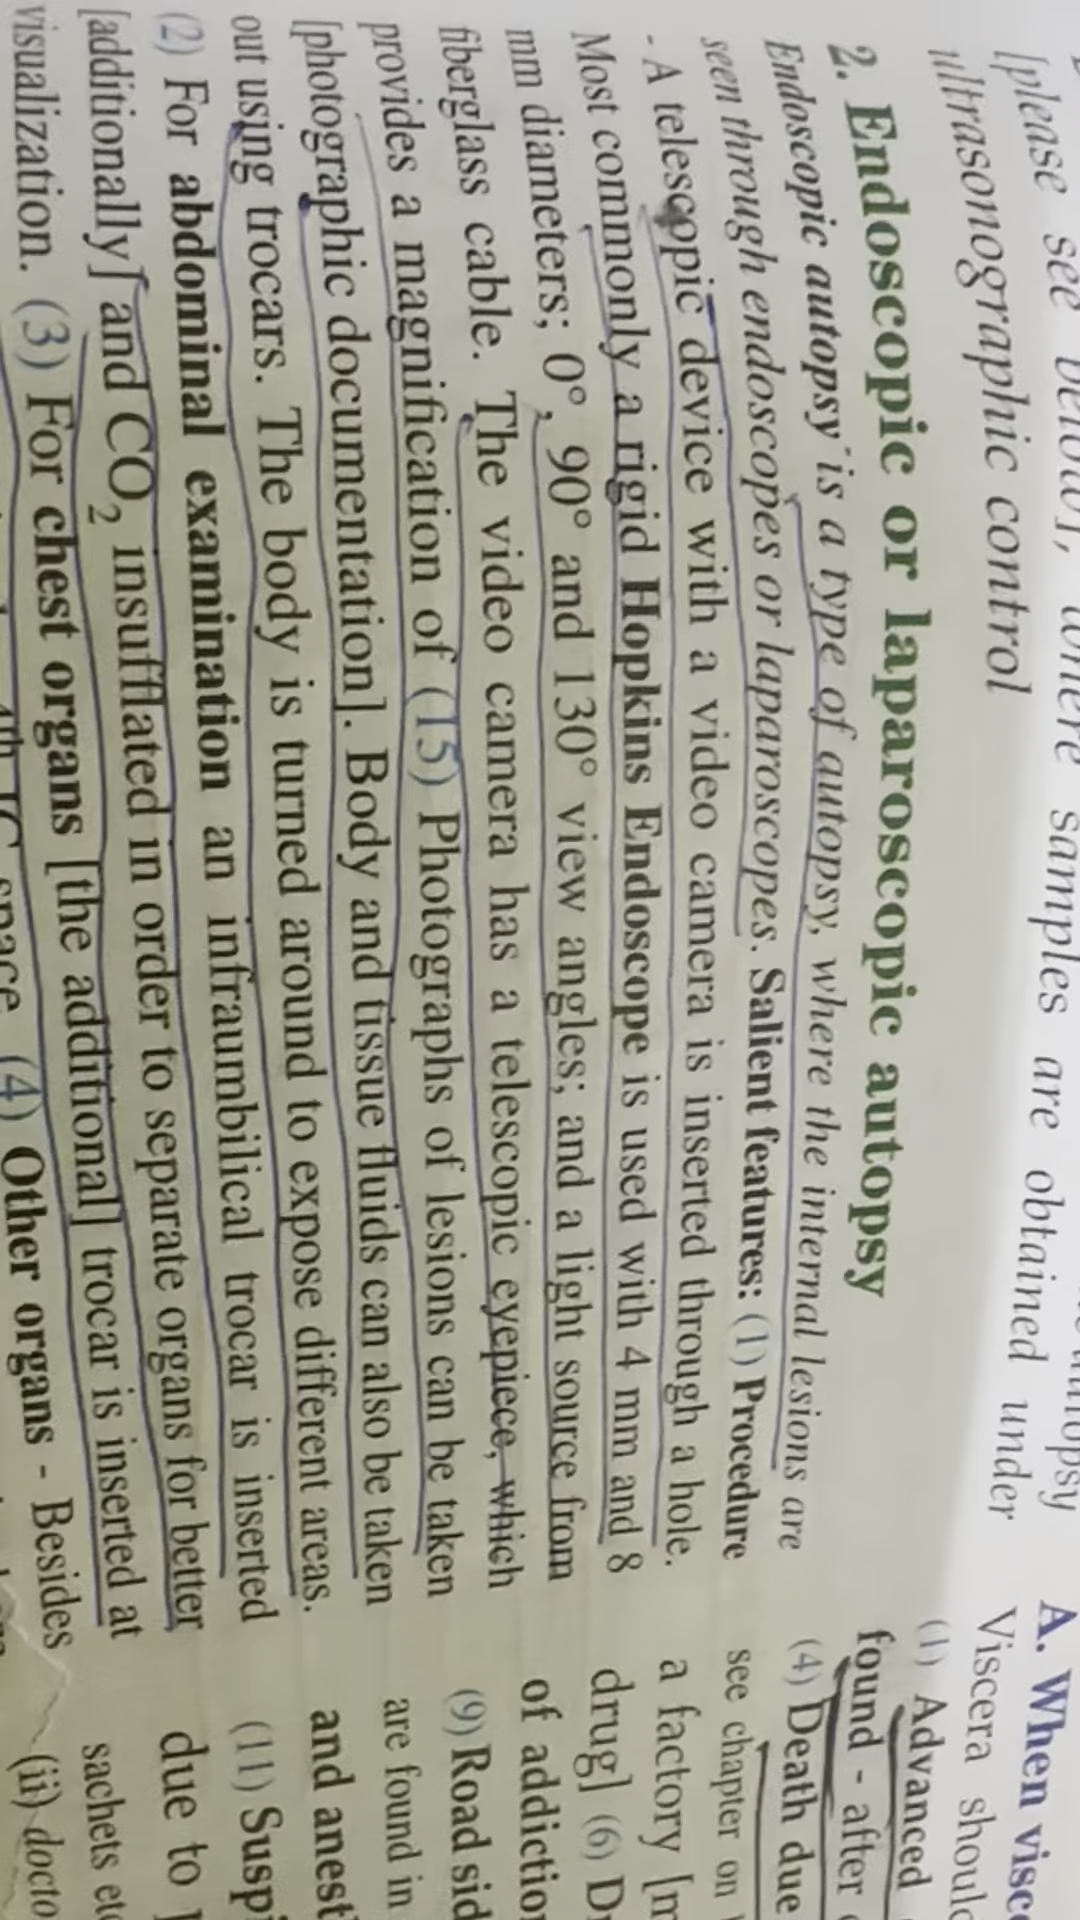 [please see below], where samples are obtained under
ultrasonographic control
2. Endoscopic or laparoscopic autopsy
Endoscopic autopsy is a type of autopsy, where the internal lesions are
seen through endoscopes or laparoscopes. Salient features: (1) Procedure
- A telescopic device with a video camera is inserted through a hole.
Most commonly a rigid Hopkins Endoscope is used with 4 mm and 8
mm diameters; 0°, 90° and 130° view angles; and a light source from
fiberglass cable. The video camera has a telescopic eyepiece, which
provides a magnification of (15) Photographs of lesions can be taken
[photographic documentation]. Body and tissue fluids can also be taken
out using trocars. The body is turned around to expose different areas.
(2) For abdominal examination an infraumbilical trocar is inserted
[additionally] and CO₂ insufflated in order to separate organs for better
visualization. (3) For chest organs [the additional] trocar is inserted at
4th IC space (4) Other organs - Besides
A. When
Viscera
(1) Advanced
found - after
(4) Death due
see chapter on
a factory
drug] (6)
of addiction
(9) Road
are found in
and
(11)
due to
sachets
(ii)